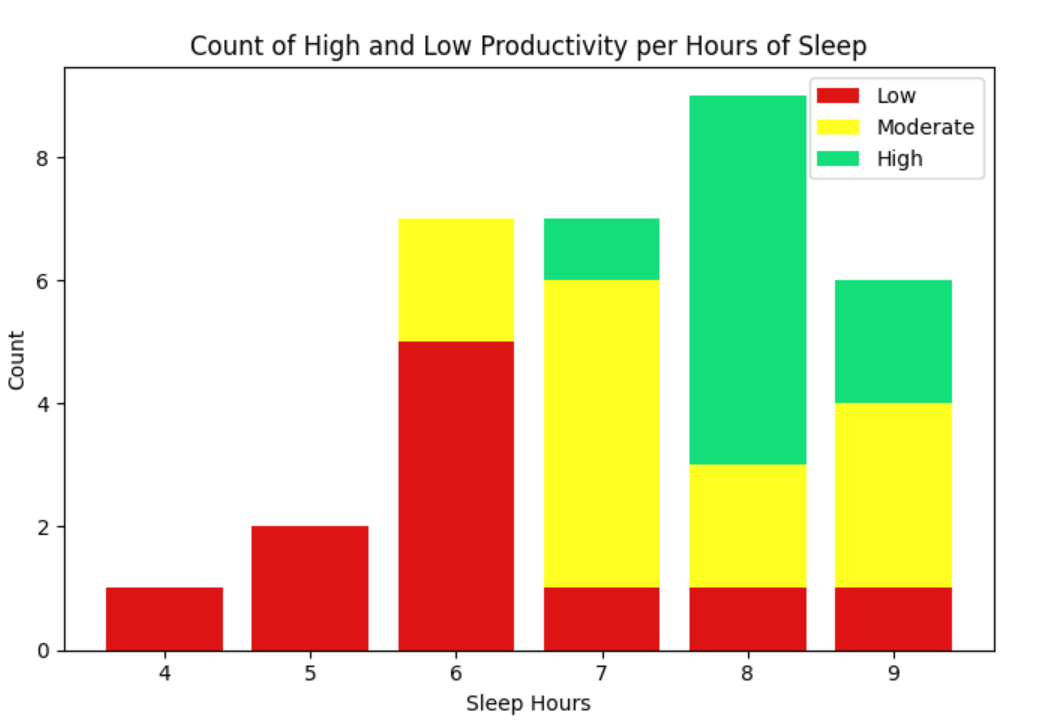 Count of High and Low Productivity per Hours of Sleep
Low
Moderate
High
8
6
4
2
0
Count
4 5 6 7 8 9
Sleep Hours